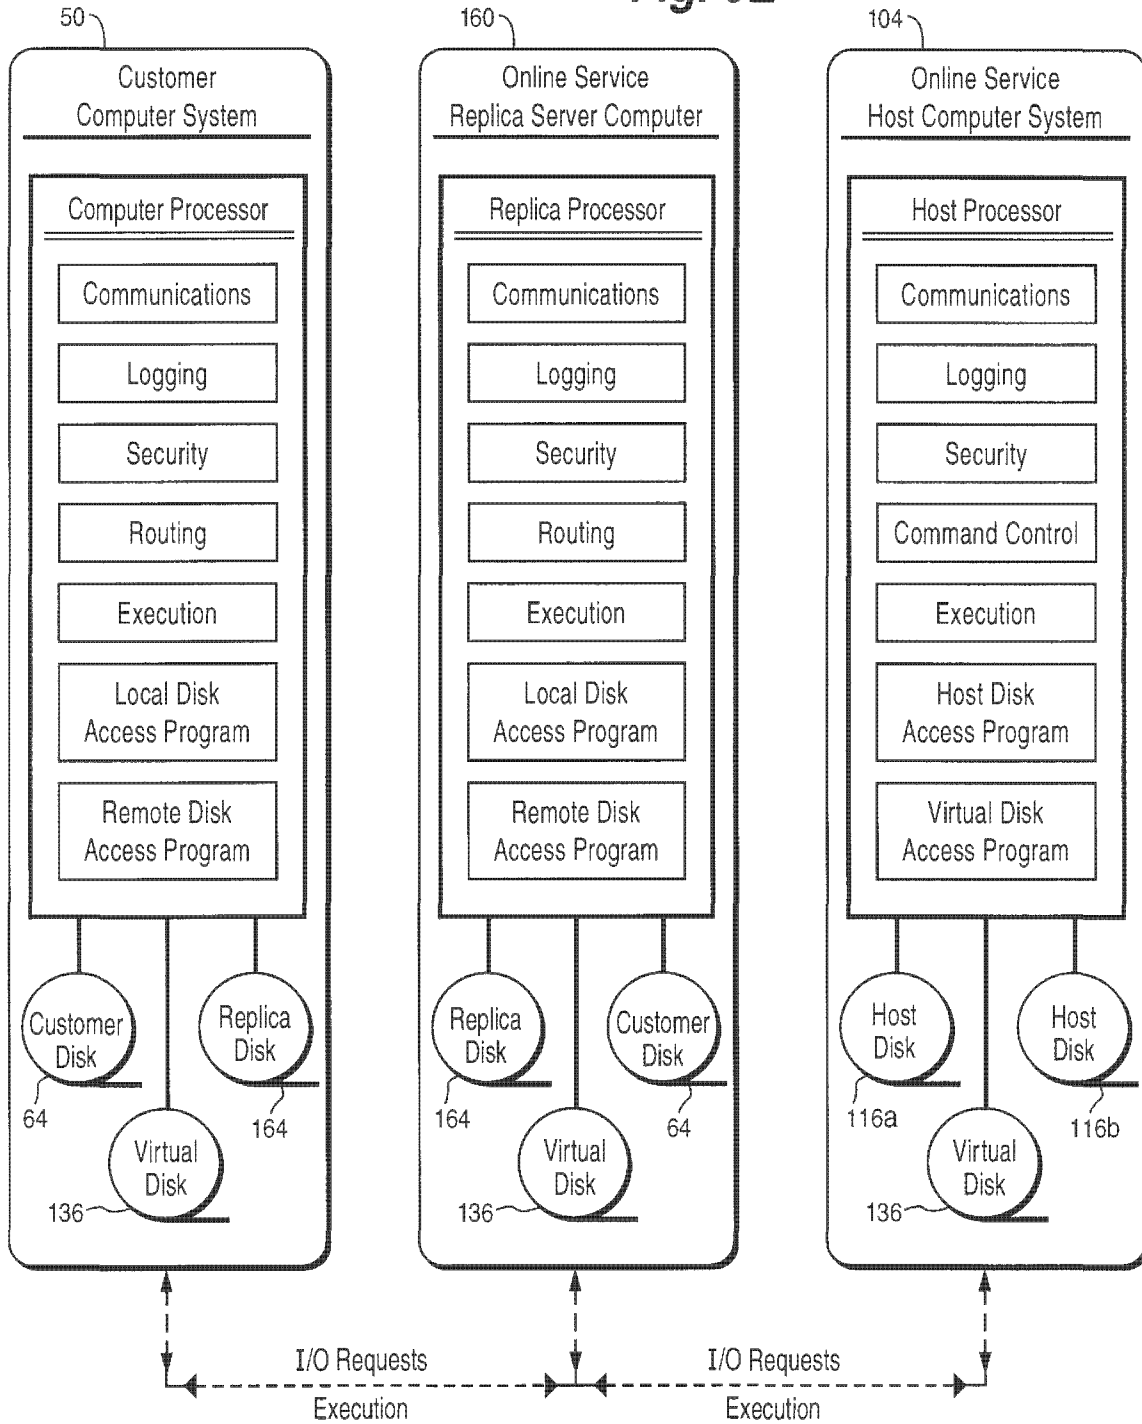 50
160
104
Customer
Computer System
Online Service
Replica Server Computer
Online Service
Host Computer System
Computer Processor
Communications
Logging
Security
Routing
Execution
Local Disk
Access Program
Remote Disk
Access Program
Replica Processor
Communications
Logging
Security
Routing
Execution
Local Disk
Access Program
Remote Disk
Access Program
Host Processor
Communications
Logging
Security
Command Control
Execution
Host Disk
Access Program
Virtual Disk
Access Program
Customer
Disk
64
Replica
Disk
164
Virtual
Disk
136
Replica
Disk
164
Customer
Disk
64
Virtual
Disk
136
Host
Disk
116a
Host
Disk
116b
Virtual
Disk
136
I/O Requests
Execution
I/O Requests
Execution